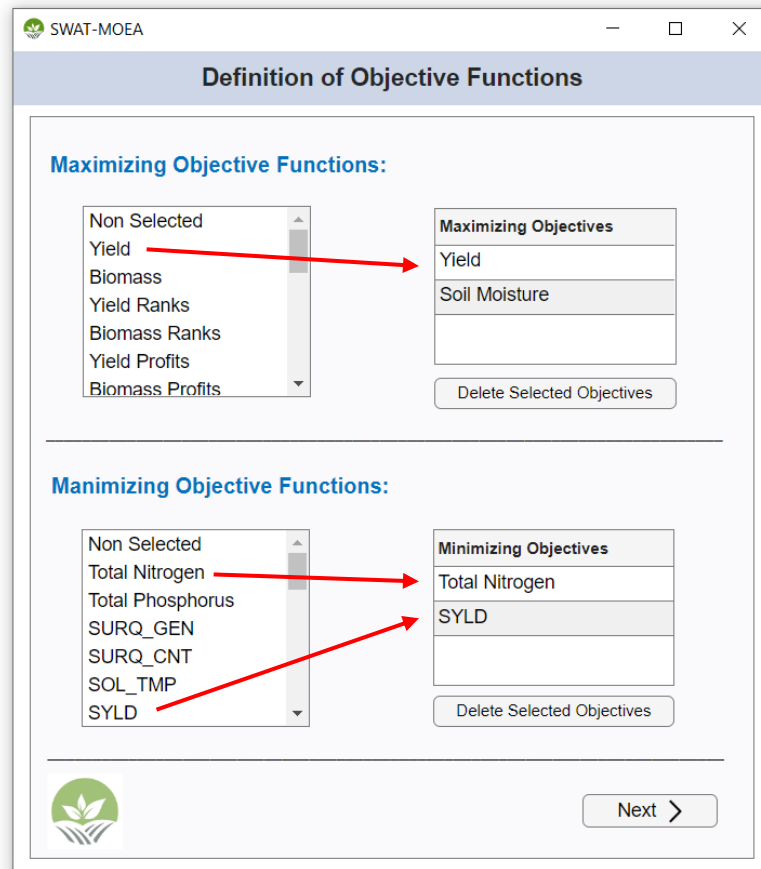 SWAT-MOEA
Definition of Objective Functions
Maximizing Objective Functions:
Non Selected
Yield
Biomass
Yield Ranks
Biomass Ranks
Yield Profits
Biomass Profits
Maximizing Objectives
Yield
Soil Moisture
Delete Selected Objectives
Manimizing Objective Functions:
Non Selected
Total Nitrogen
Total Phosphorus
SURQ_GEN
SURQ_CNT
SOL_TMP
SYLD
Minimizing Objectives
Total Nitrogen
SYLD
Delete Selected Objectives
Next